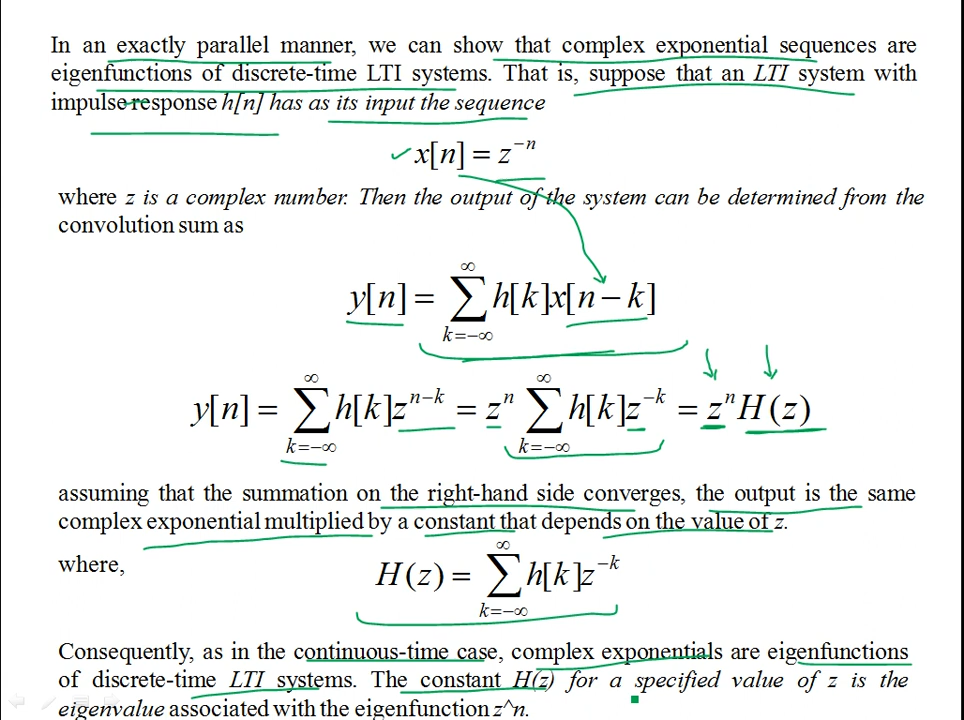 In an exactly parallel manner, we can show that complex exponential sequences are
eigenfunctions of discrete-time LTI systems. That is, suppose that an LTI system with
impulse response h[n] has as its input the sequence
x[n] = z⁻ⁿ
where z is a complex number. Then the output of the system can be determined from the
convolution sum as
y[n] = ∑_{k=-∞}^{∞} h[k]x[n − k]
y[n] = ∑_{k=-∞}^{∞} h[k]z^{n−k} = zⁿ ∑_{k=-∞}^{∞} h[k]z^{−k} = zⁿH(z)
assuming that the summation on the right-hand side converges, the output is the same
complex exponential multiplied by a constant that depends on the value of z.
where,
H(z) = ∑_{k=-∞}^{∞} h[k]z^{−k}
Consequently, as in the continuous-time case, complex exponentials are eigenfunctions
of discrete-time LTI systems. The constant H(z) for a specified value of z is the
eigenvalue associated with the eigenfunction z^n.